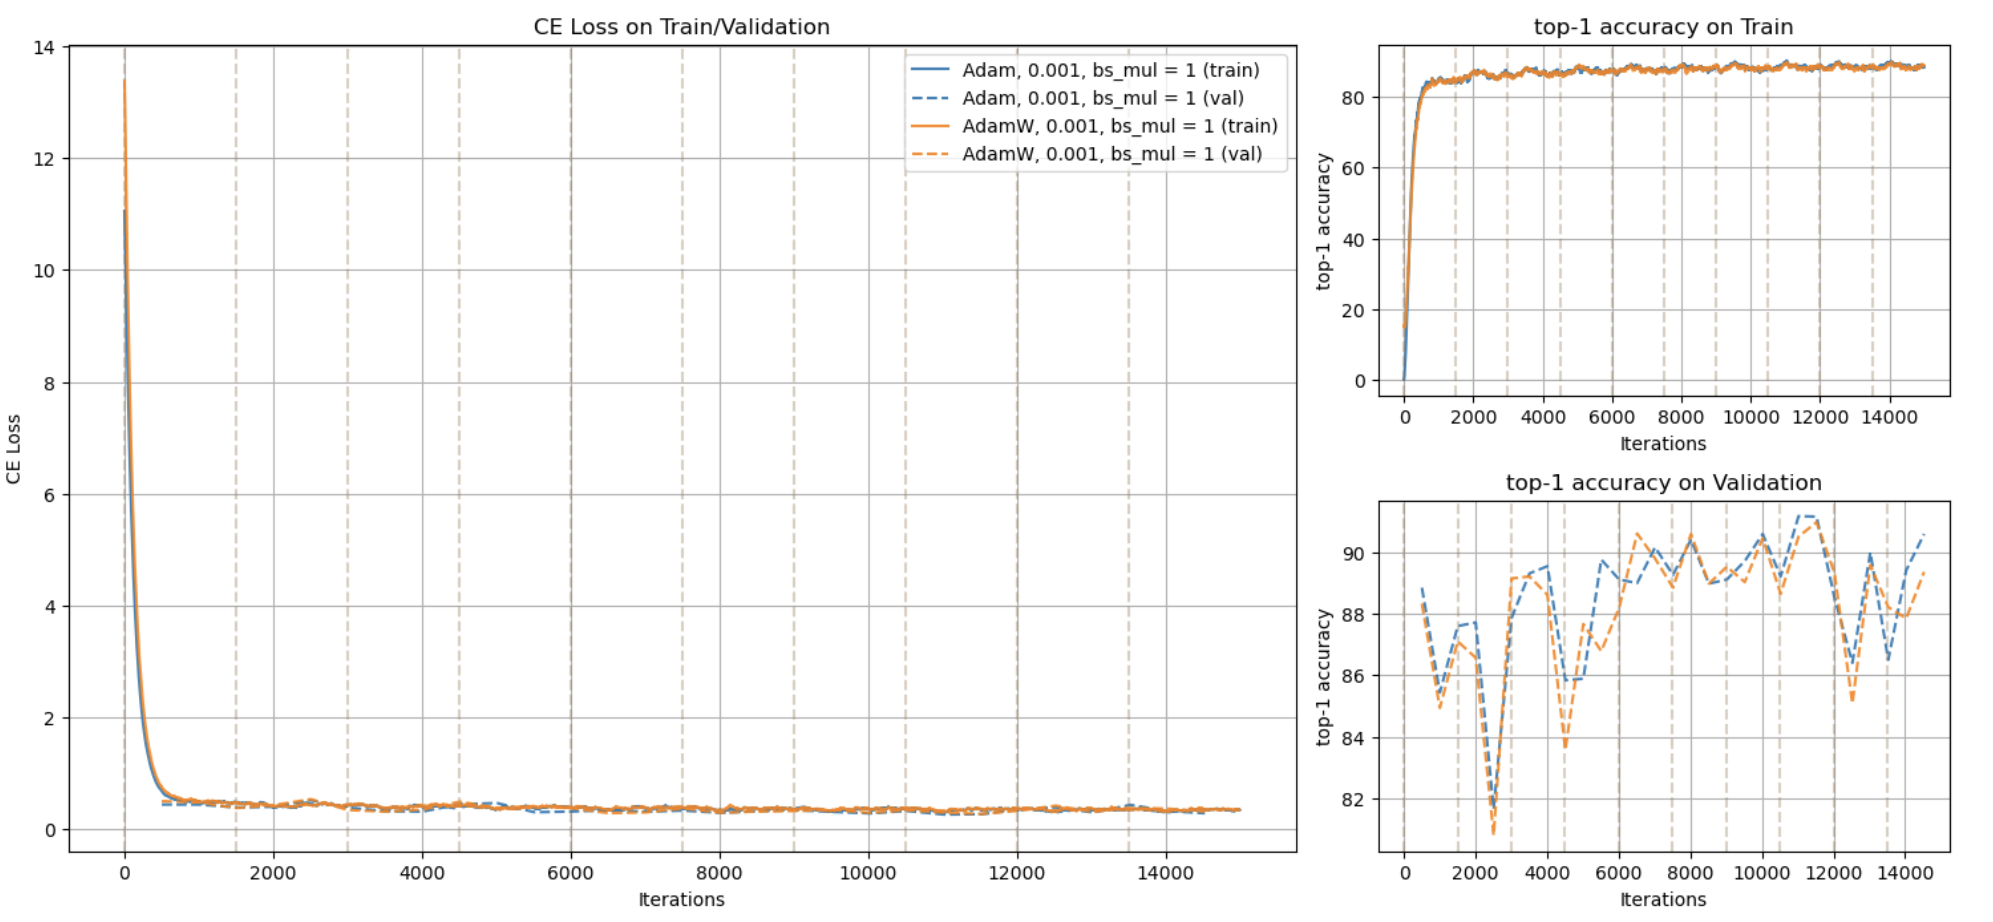 CE Loss on Train/Validation
14
12
10
8
6
4
2
0
CE Loss
Adam, 0.001, bs_mul = 1 (train)
Adam, 0.001, bs_mul = 1 (val)
AdamW, 0.001, bs_mul = 1 (train)
AdamW, 0.001, bs_mul = 1 (val)
0 2000 4000 6000 8000 10000 12000 14000
Iterations
top-1 accuracy on Train
80
60
40
20
0
top-1 accuracy
0 2000 4000 6000 8000 10000 12000 14000
Iterations
top-1 accuracy on Validation
90
88
86
84
82
top-1 accuracy
0 2000 4000 6000 8000 10000 12000 14000
Iterations